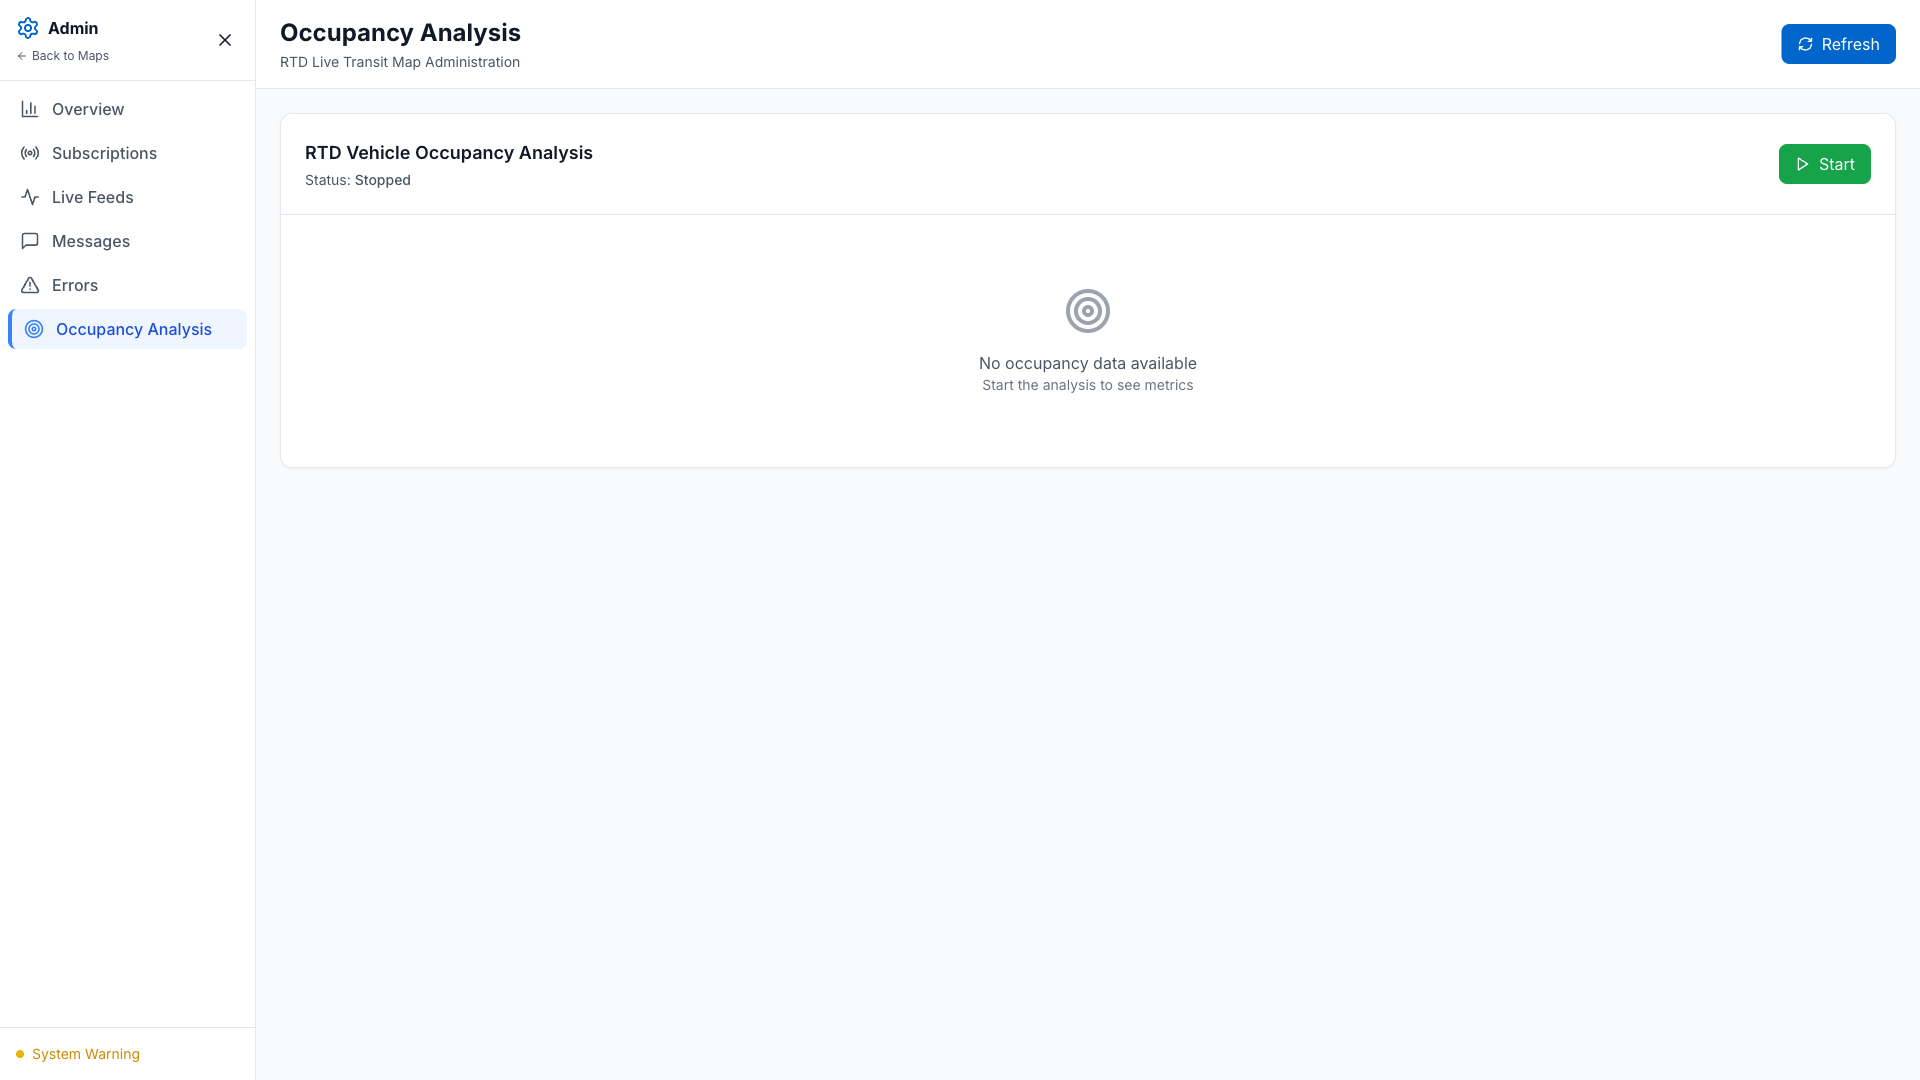 Admin
Back to Maps
Overview
Subscriptions
Live Feeds
Messages
Errors
Occupancy Analysis
System Warning
Occupancy Analysis
RTD Live Transit Map Administration
Refresh
RTD Vehicle Occupancy Analysis
Status: Stopped
Start
No occupancy data available
Start the analysis to see metrics